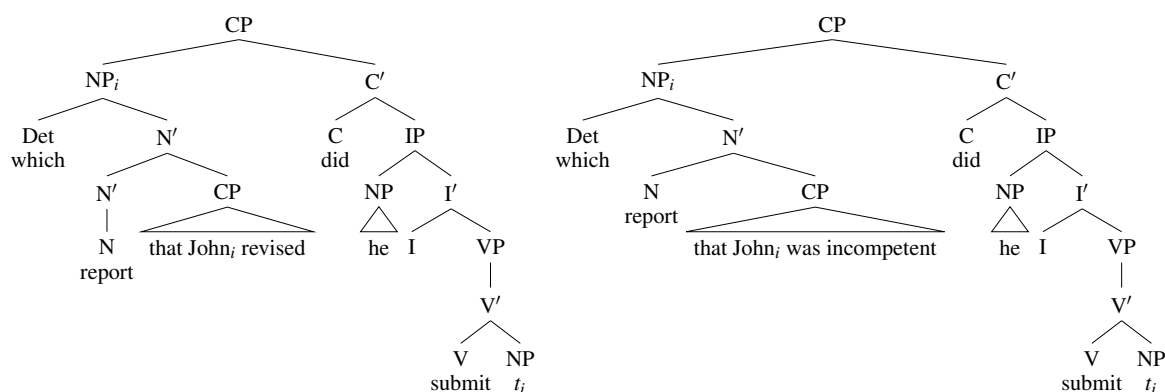 CP CP
NPᵢ C′ NPᵢ C′
Det N′ C IP Det N′ C IP
which did which did
N′ CP NP I′ N CP NP I′
report
N that Johnᵢ revised he I VP that Johnᵢ was incompetent he I VP
report
V′ V′
V NP V NP
submit tᵢ submit tᵢ